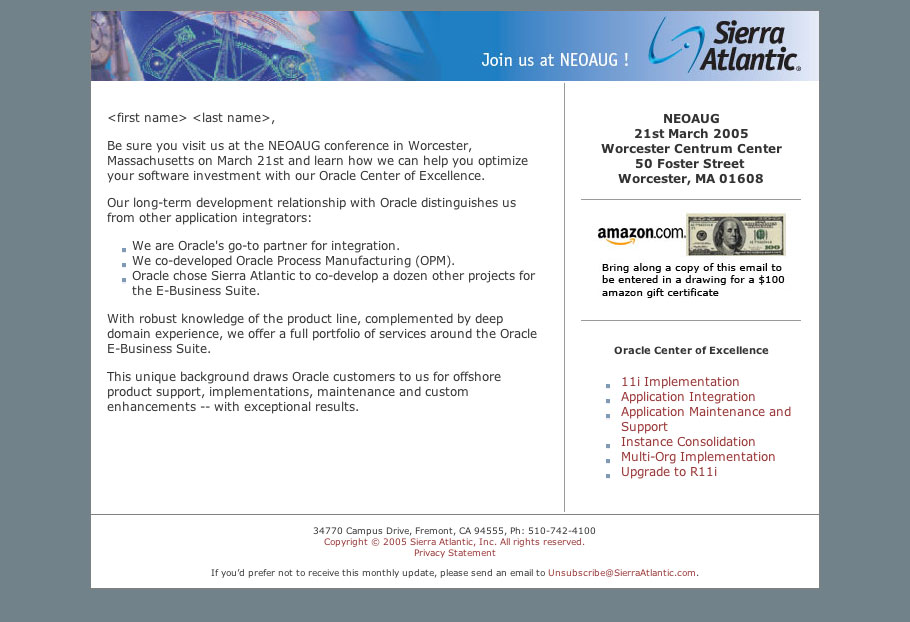 Join us at NEOAUG !
Sierra
Atlantic®
<first name> <last name>,
Be sure you visit us at the NEOAUG conference in Worcester,
Massachusetts on March 21st and learn how we can help you optimize
your software investment with our Oracle Center of Excellence.
Our long-term development relationship with Oracle distinguishes us
from other application integrators:
We are Oracle's go-to partner for integration.
We co-developed Oracle Process Manufacturing (OPM).
Oracle chose Sierra Atlantic to co-develop a dozen other projects for
the E-Business Suite.
With robust knowledge of the product line, complemented by deep
domain experience, we offer a full portfolio of services around the Oracle
E-Business Suite.
This unique background draws Oracle customers to us for offshore
product support, implementations, maintenance and custom
enhancements -- with exceptional results.
NEOAUG
21st March 2005
Worcester Centrum Center
50 Foster Street
Worcester, MA 01608
amazon.com.
100
Bring along a copy of this email to
be entered in a drawing for a $100
amazon gift certificate
Oracle Center of Excellence
11i Implementation
Application Integration
Application Maintenance and
Support
Instance Consolidation
Multi-Org Implementation
Upgrade to R11i
34770 Campus Drive, Fremont, CA 94555, Ph: 510-742-4100
Copyright © 2005 Sierra Atlantic, Inc. All rights reserved.
Privacy Statement
If you'd prefer not to receive this monthly update, please send an email to Unsubscribe@SierraAtlantic.com.